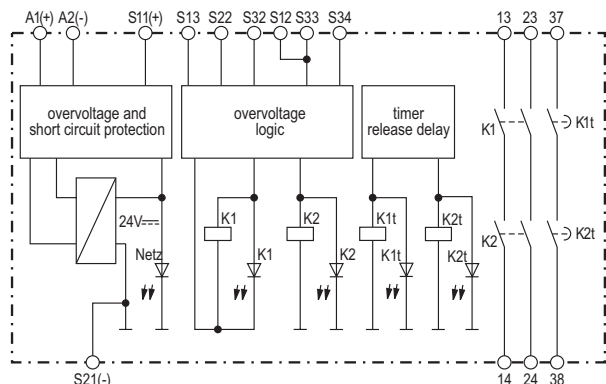 A1(+) A2(-) S11(+) S13 S22 S32 S12 S33 S34 13 23 37
overvoltage and
short circuit protection
overvoltage
logic
timer
release delay
K1 K1t
24V
K1 K2 K1t K2t
K2 K2t
Netz K1 K2 K1t K2t
S21(-) 14 24 38